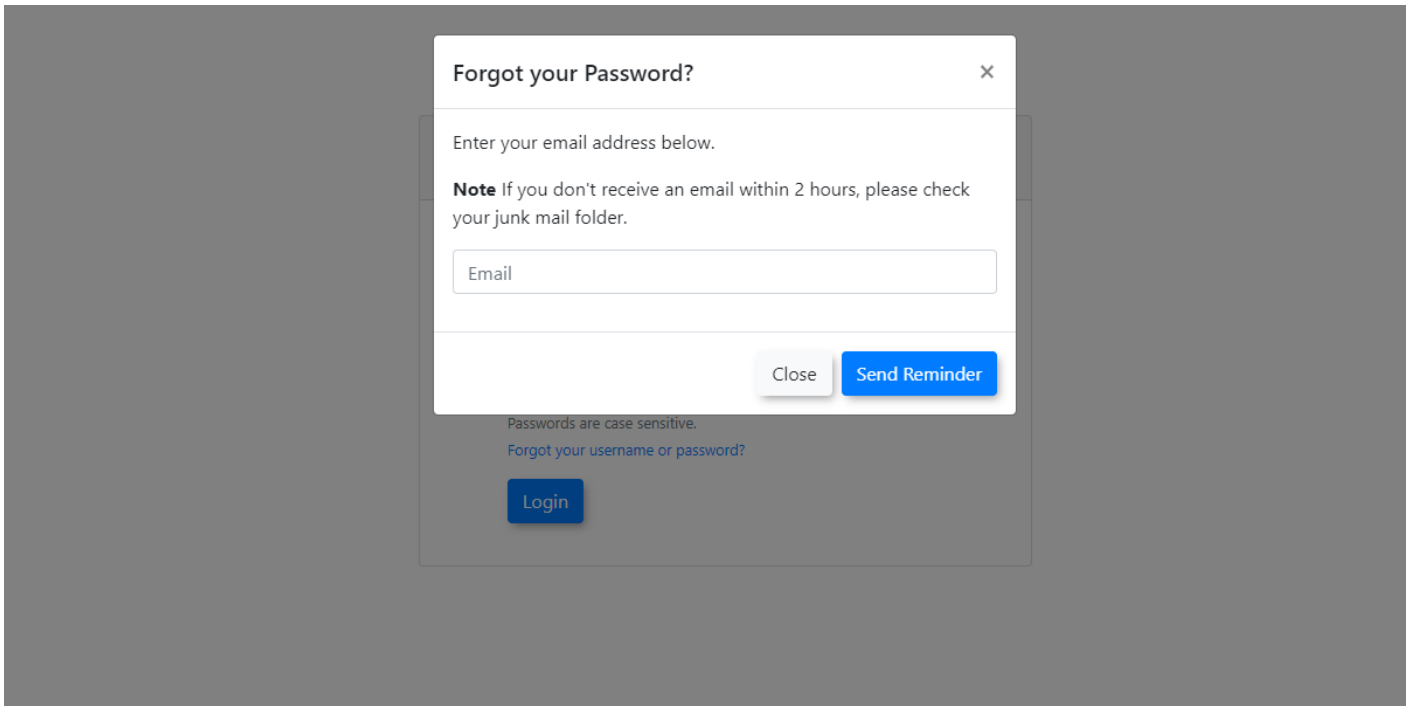 Forgot your Password?
×
Enter your email address below.
Note If you don't receive an email within 2 hours, please check
your junk mail folder.
Email
Close
Send Reminder
Passwords are case sensitive.
Forgot your username or password?
Login